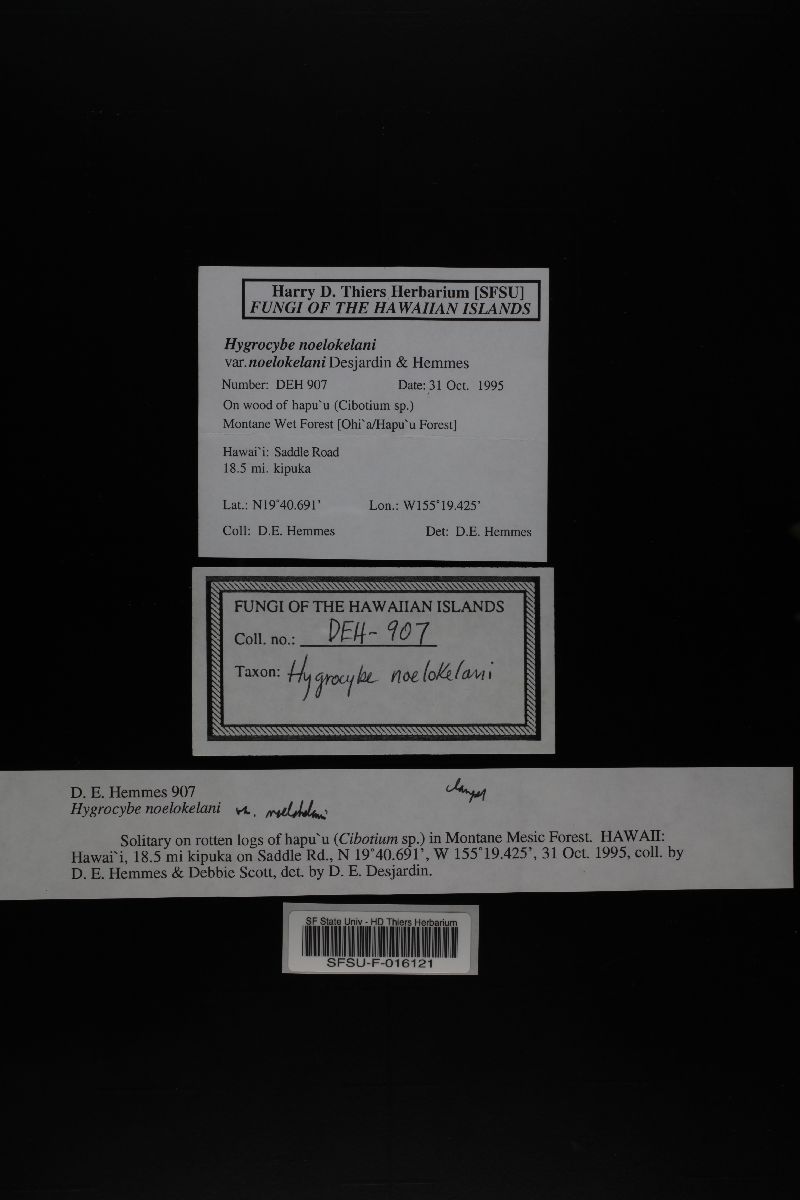 Harry D. Thiers Herbarium [SFSU]
FUNGI OF THE HAWAIIAN ISLANDS
Hygrocybe noelokelani
var. noelokelani Desjardin & Hemmes
Number: DEH 907 Date: 31 Oct. 1995
On wood of hapu`u (Cibotium sp.)
Montane Wet Forest [Ohi`a/Hapu`u Forest]
Hawai`i: Saddle Road
18.5 mi. kipuka
Lat.: N19°40.691' Lon.: W155°19.425'
Coll: D.E. Hemmes Det: D.E. Hemmes
FUNGI OF THE HAWAIIAN ISLANDS
Coll. no.: DEH-907
Taxon: Hygrocybe noelokelani
D. E. Hemmes 907
Hygrocybe noelokelani var. noelokelani
Solitary on rotten logs of hapu`u (Cibotium sp.) in Montane Mesic Forest. HAWAII:
Hawai`i, 18.5 mi kipuka on Saddle Rd., N 19°40.691', W 155°19.425', 31 Oct. 1995, coll. by
D. E. Hemmes & Debbie Scott, det. by D. E. Desjardin.
SF State Univ - HD Thiers Herbarium
SFSU-F-016121